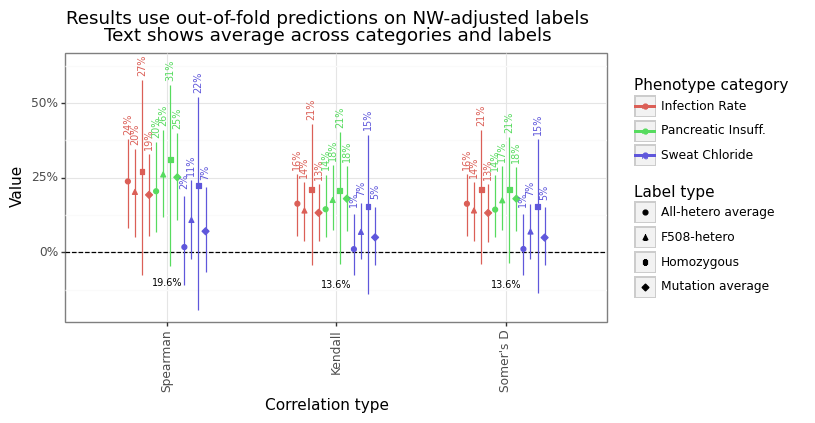 Results use out-of-fold predictions on NW-adjusted labels
Text shows average across categories and labels
Value
50%
25%
0%
24%
20%
27%
19%
20%
26%
31%
25%
2%
11%
22%
7%
19.6%
16%
14%
21%
13%
14%
18%
21%
18%
1%
7%
15%
5%
13.6%
16%
14%
21%
13%
14%
17%
21%
18%
1%
7%
15%
5%
13.6%
Spearman
Kendall
Somer's D
Correlation type
Phenotype category
Infection Rate
Pancreatic Insuff.
Sweat Chloride
Label type
All-hetero average
F508-hetero
Homozygous
Mutation average